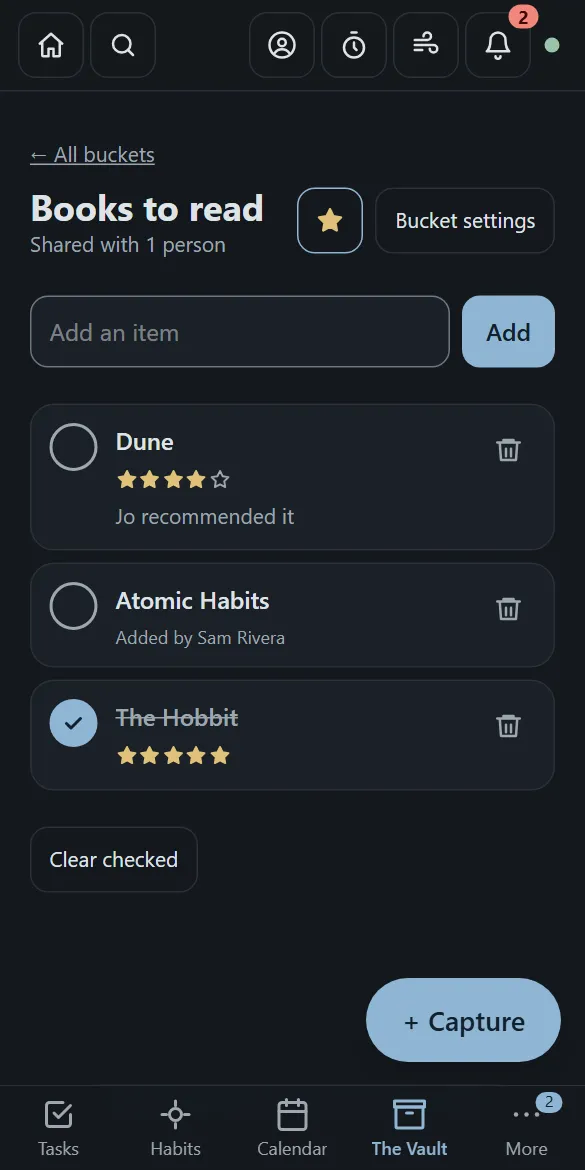 2
← All buckets
Books to read
Shared with 1 person
Bucket settings
Add an item
Add
Dune
Jo recommended it
Atomic Habits
Added by Sam Rivera
The Hobbit
Clear checked
+ Capture
2
Tasks
Habits
Calendar
The Vault
More